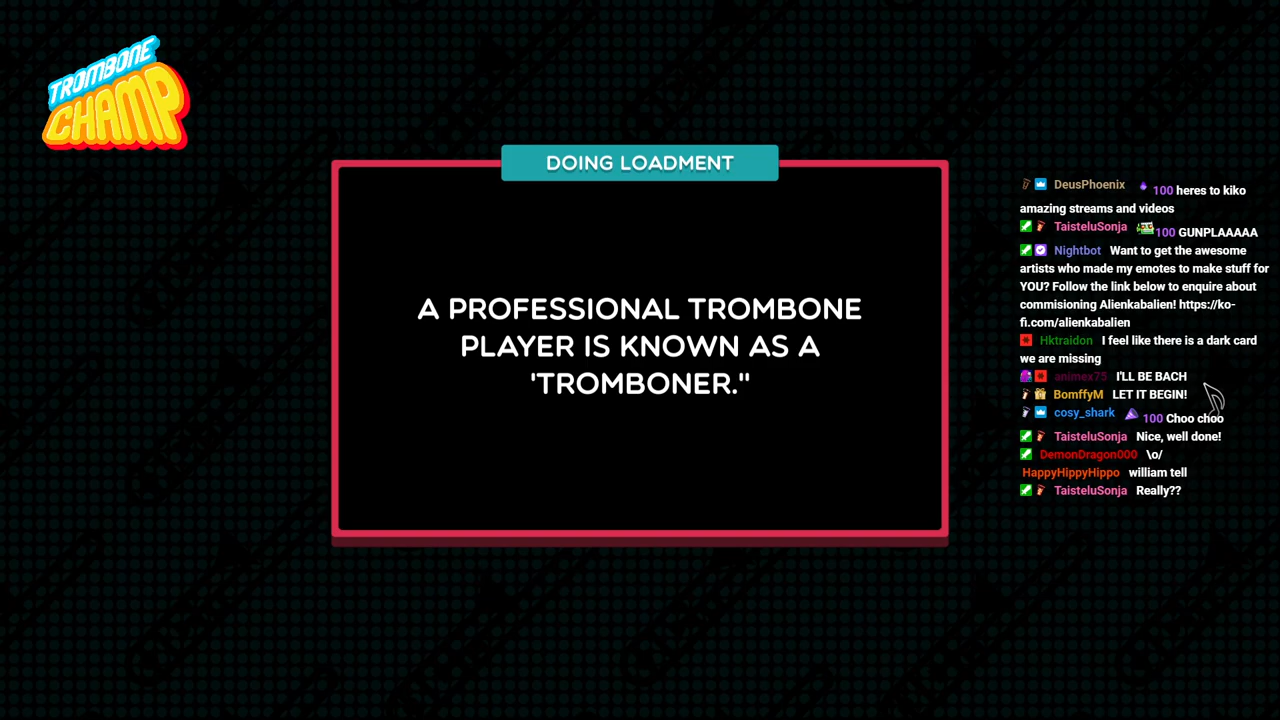 TROMBONE
CHAMP
DOING LOADMENT
A PROFESSIONAL TROMBONE
PLAYER IS KNOWN AS A
'TROMBONER."
DeusPhoenix 100 heres to kiko
amazing streams and videos
TaisteluSonja 100 GUNPLAAAAA
Nightbot Want to get the awesome
artists who made my emotes to make stuff for
YOU? Follow the link below to enquire about
commisioning Alienkabalien! https://ko-
fi.com/alienkabalien
Hktraidon I feel like there is a dark card
we are missing
animex75 I'LL BE BACH
BomffyM LET IT BEGIN!
cosy_shark 100 Choo choo
TaisteluSonja Nice, well done!
DemonDragon000 \o/
HappyHippyHippo william tell
TaisteluSonja Really??